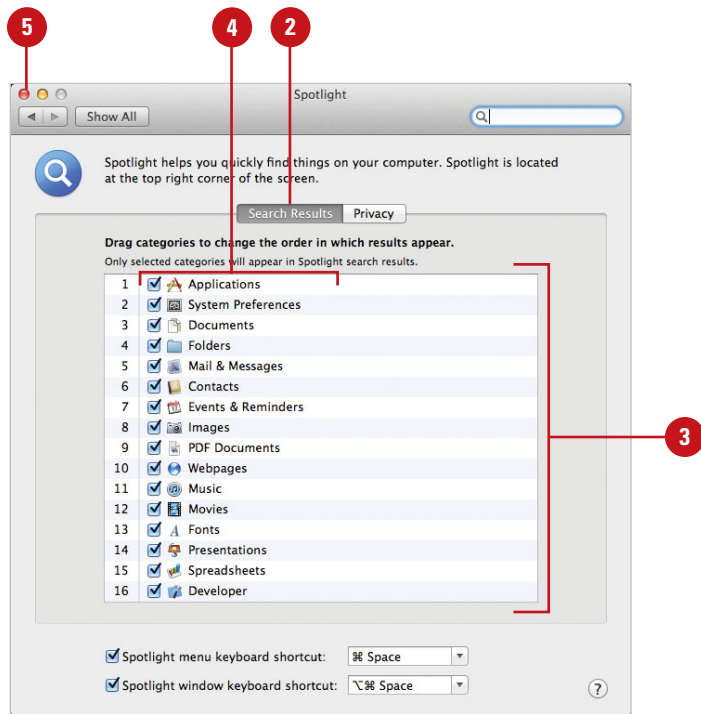 5 4 2
Spotlight
Show All
Spotlight helps you quickly find things on your computer. Spotlight is located
at the top right corner of the screen.
Search Results Privacy
Drag categories to change the order in which results appear.
Only selected categories will appear in Spotlight search results.
1 Applications
2 System Preferences
3 Documents
4 Folders
5 Mail & Messages
6 Contacts
7 Events & Reminders
8 Images
3
9 PDF Documents
10 Webpages
11 Music
12 Movies
13 Fonts
14 Presentations
15 Spreadsheets
16 Developer
Spotlight menu keyboard shortcut: ⌘ Space
Spotlight window keyboard shortcut: ⌥⌘ Space
?